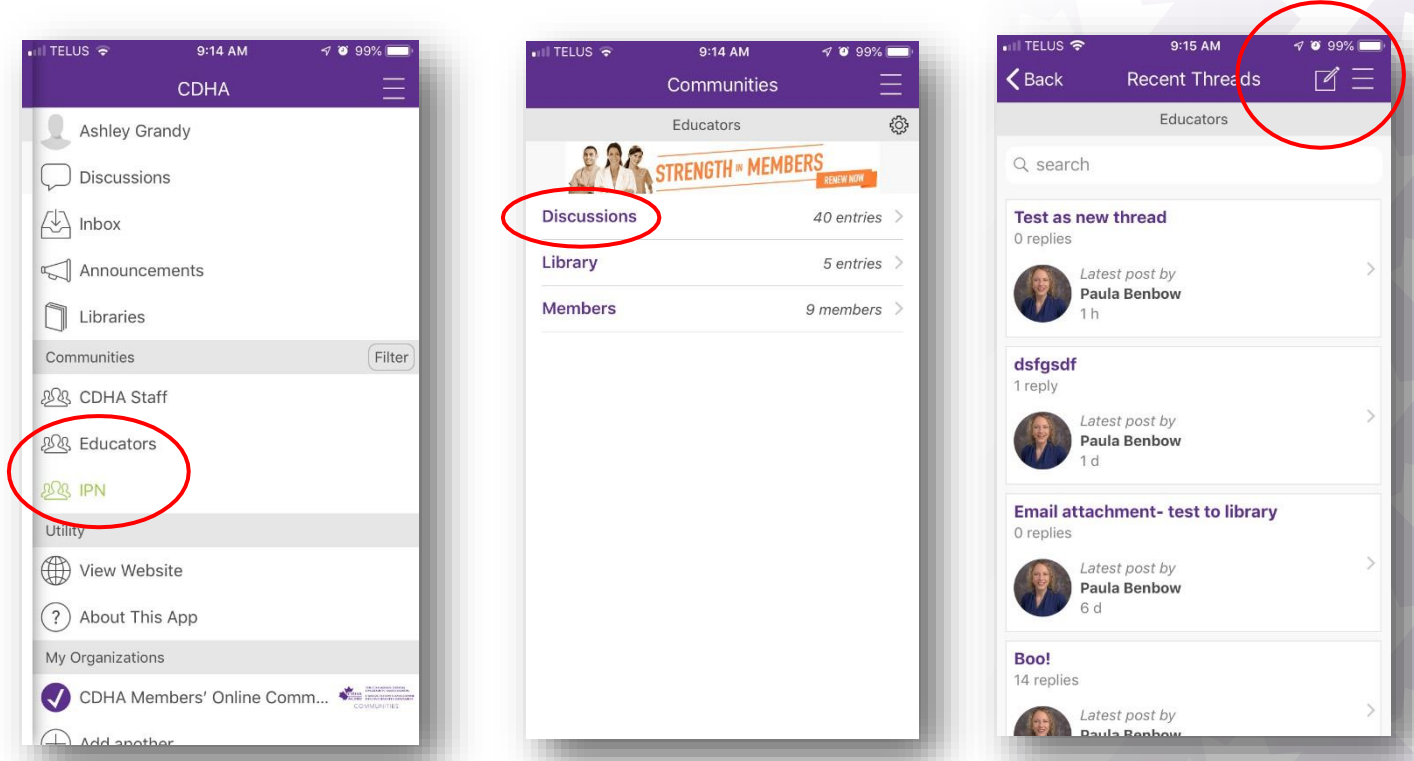 TELUS 9:14 AM 99%
CDHA
Ashley Grandy
Discussions
Inbox
Announcements
Libraries
Communities Filter
CDHA Staff
Educators
IPN
Utility
View Website
? About This App
My Organizations
CDHA Members' Online Comm...
COMMUNITIES
Add another
TELUS 9:14 AM 99%
Communities
Educators
STRENGTH IN MEMBERS
RENEW NOW
Discussions 40 entries
Library 5 entries
Members 9 members
TELUS 9:15 AM 99%
Back Recent Threads
Educators
search
Test as new thread
0 replies
Latest post by
Paula Benbow
1 h
dsfgsdf
1 reply
Latest post by
Paula Benbow
1 d
Email attachment- test to library
0 replies
Latest post by
Paula Benbow
6 d
Boo!
14 replies
Latest post by
Paula Benbow